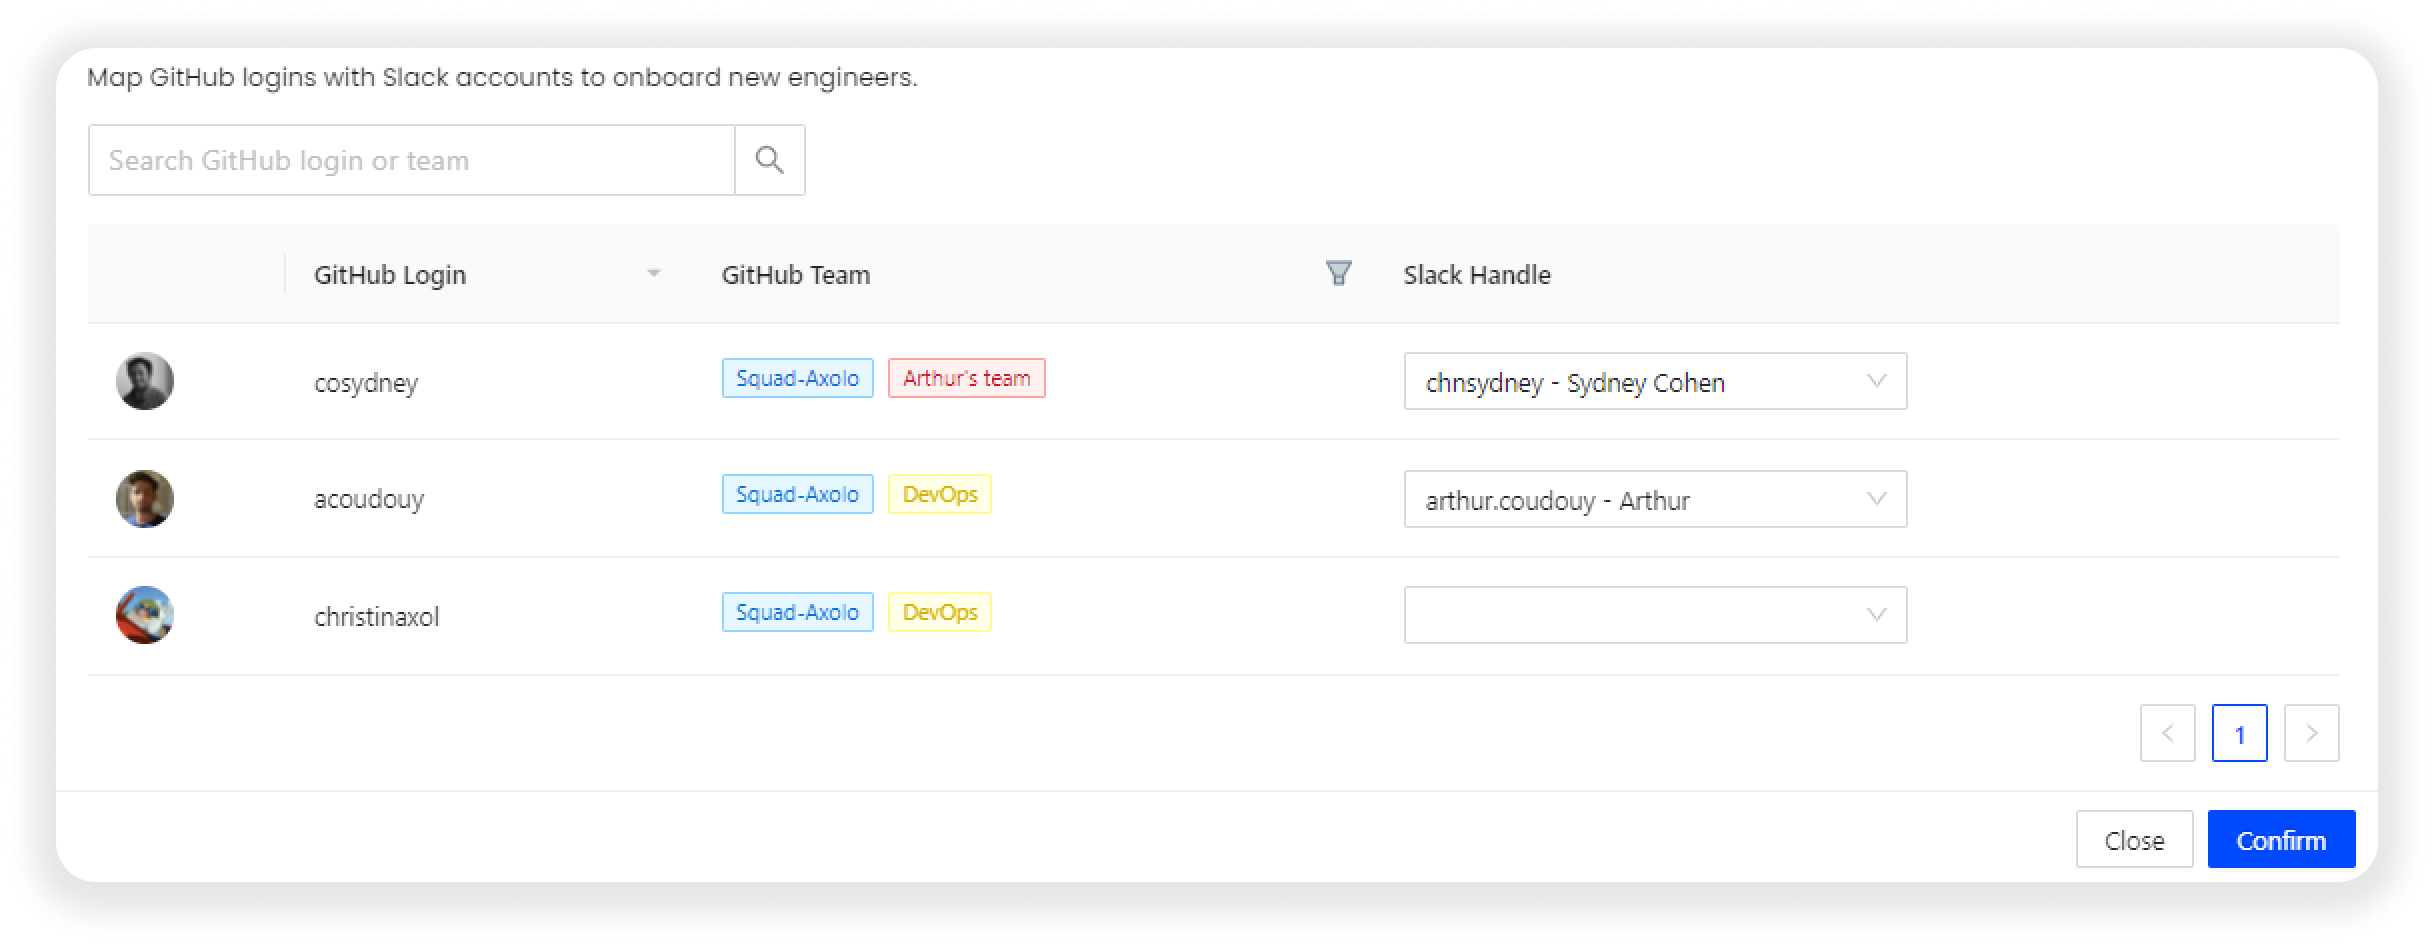 Map GitHub logins with Slack accounts to onboard new engineers.
Search GitHub login or team
GitHub Login GitHub Team Slack Handle
cosydney Squad-Axolo Arthur's team chnsydney - Sydney Cohen
acoudouy Squad-Axolo DevOps arthur.coudouy - Arthur
christinaxol Squad-Axolo DevOps
1
Close Confirm